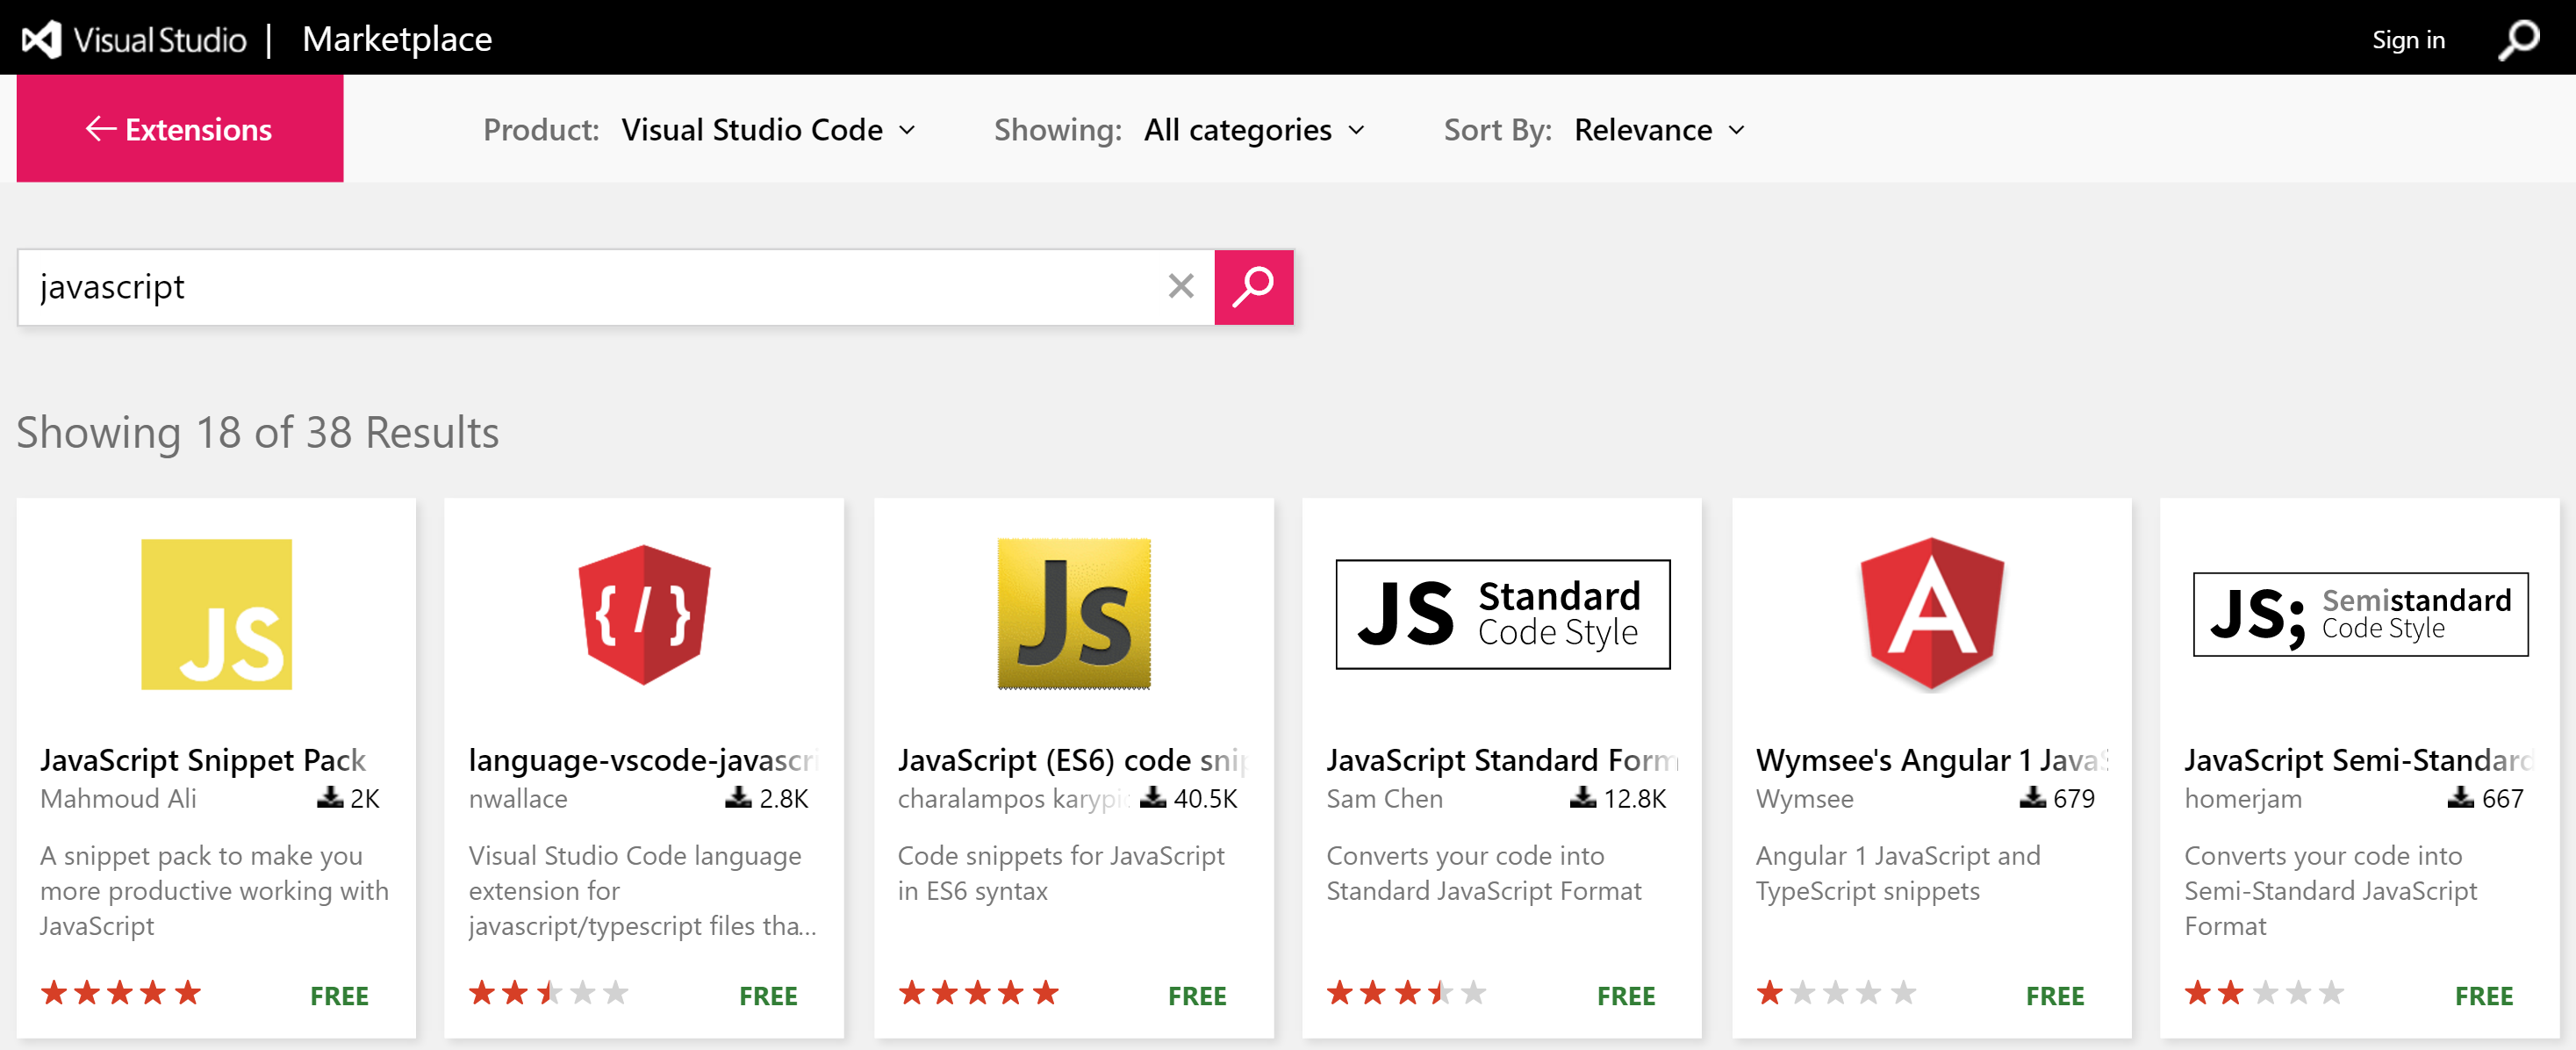 Visual Studio | Marketplace
Sign in
← Extensions
Product: Visual Studio Code
Showing: All categories
Sort By: Relevance
javascript
Showing 18 of 38 Results
JS
JavaScript Snippet Pack
Mahmoud Ali 2K
A snippet pack to make you
more productive working with
JavaScript
FREE
{/}
language-vscode-javascri
nwallace 2.8K
Visual Studio Code language
extension for
javascript/typescript files tha...
FREE
Js
JavaScript (ES6) code snip
charalampos karypi 40.5K
Code snippets for JavaScript
in ES6 syntax
FREE
JS Standard
Code Style
JavaScript Standard Form
Sam Chen 12.8K
Converts your code into
Standard JavaScript Format
FREE
A
Wymsee's Angular 1 JavaS
Wymsee 679
Angular 1 JavaScript and
TypeScript snippets
FREE
JS; Semistandard
Code Style
JavaScript Semi-Standard
homerjam 667
Converts your code into
Semi-Standard JavaScript
Format
FREE